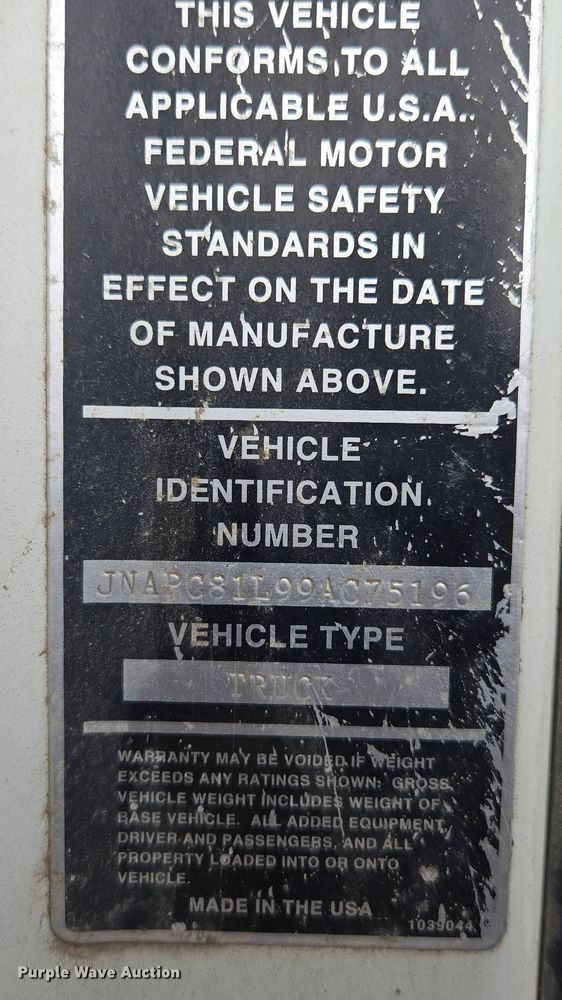 THIS VEHICLE
CONFORMS TO ALL
APPLICABLE U.S.A.
FEDERAL MOTOR
VEHICLE SAFETY
STANDARDS IN
EFFECT ON THE DATE
OF MANUFACTURE
SHOWN ABOVE.
VEHICLE
IDENTIFICATION
NUMBER
JNAPC81L99AC75196
VEHICLE TYPE
TRUCK
WARRANTY MAY BE VOIDED IF WEIGHT
EXCEEDS ANY RATINGS SHOWN: GROSS
VEHICLE WEIGHT INCLUDES WEIGHT OF
BASE VEHICLE. ALL ADDED EQUIPMENT,
DRIVER AND PASSENGERS, AND ALL
PROPERTY LOADED INTO OR ONTO
VEHICLE.
MADE IN THE USA
1039044
Purple Wave Auction